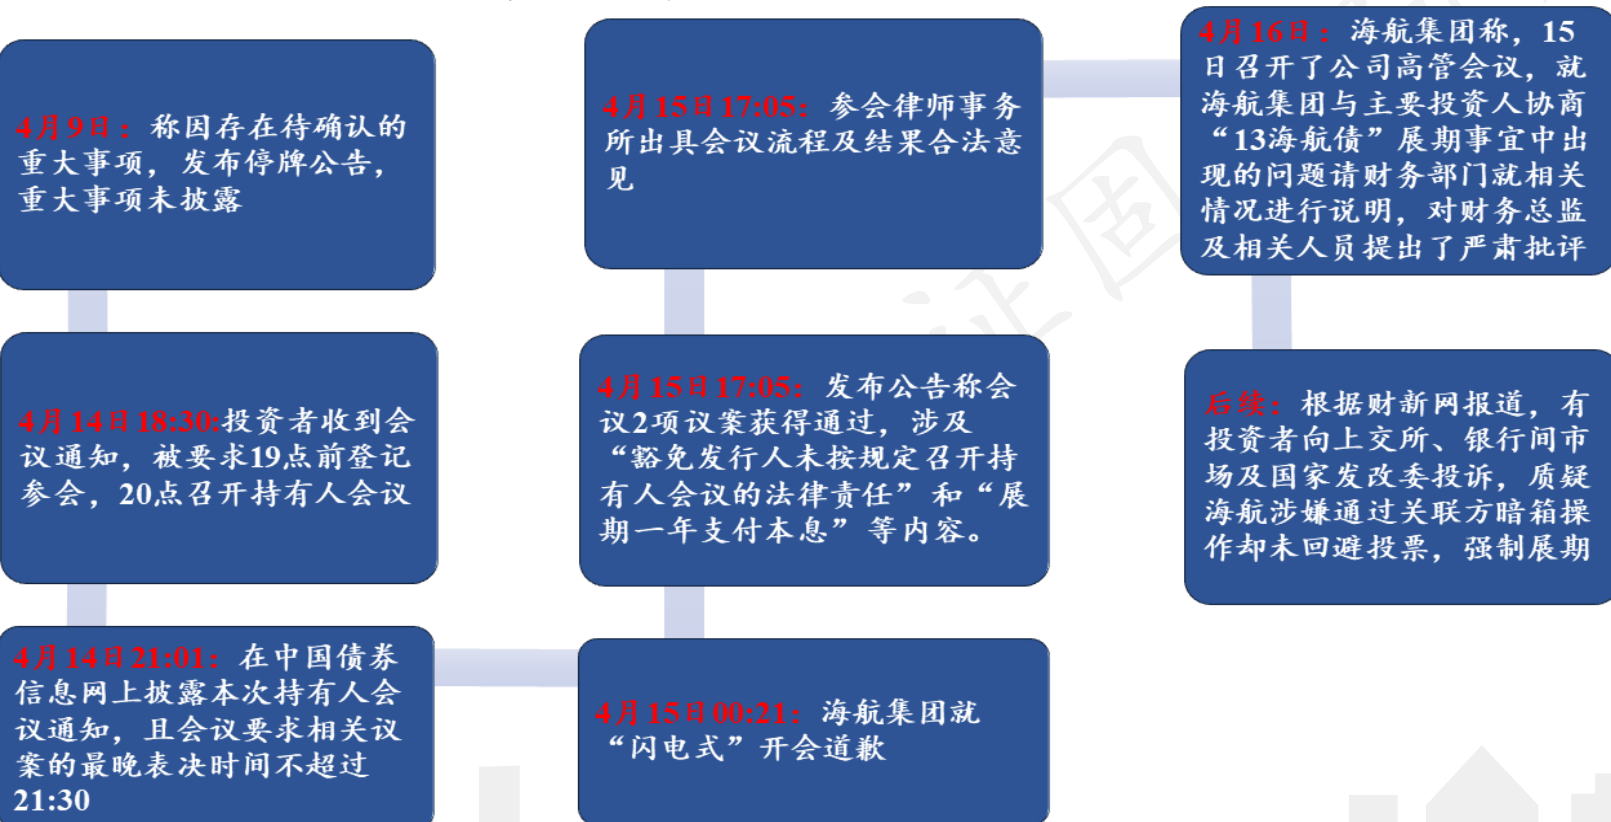 4月9日：称因存在待确认的
重大事项，发布停牌公告，
重大事项未披露
4月14日18:30:投资者收到会
议通知，被要求19点前登记
参会，20点召开持有人会议
4月14日21:01：在中国债券
信息网上披露本次持有人会
议通知，且会议要求相关议
案的最晚表决时间不超过
21:30
4月15日00:21：海航集团就
“闪电式”开会道歉
4月15日17:05：发布公告称会
议2项议案获得通过，涉及
“豁免发行人未按规定召开持
有人会议的法律责任”和“展
期一年支付本息”等内容。
4月15日17:05：参会律师事务
所出具会议流程及结果合法意
见
4月16日：海航集团称，15
日召开了公司高管会议，就
海航集团与主要投资人协商
“13海航债”展期事宜中出
现的问题请财务部门就相关
情况进行说明，对财务总监
及相关人员提出了严肃批评
后续：根据财新网报道，有
投资者向上交所、银行间市
场及国家发改委投诉，质疑
海航涉嫌通过关联方暗箱操
作却未回避投票，强制展期
证固